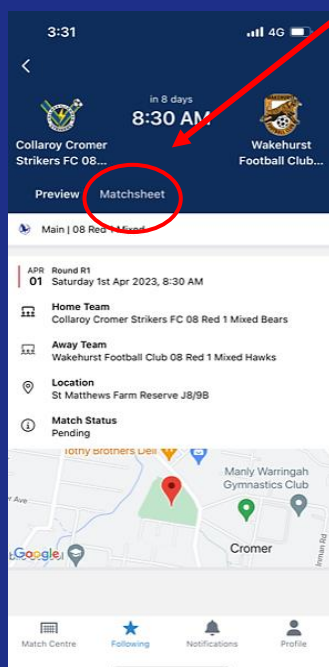 3:31
4G
in 8 days
8:30 AM
Collaroy Cromer
Strikers FC 08...
Wakehurst
Football Club...
Preview
Matchsheet
Main | 08 Red 1 Mixed
APR
01
Round R1
Saturday 1st Apr 2023, 8:30 AM
Home Team
Collaroy Cromer Strikers FC 08 Red 1 Mixed Bears
Away Team
Wakehurst Football Club 08 Red 1 Mixed Hawks
Location
St Matthews Farm Reserve J8/9B
Match Status
Pending
Brothers Deli
Manly Warringah
Gymnastics Club
Cromer
Inman Rd
Google
Match Centre
Following
Notifications
Profile